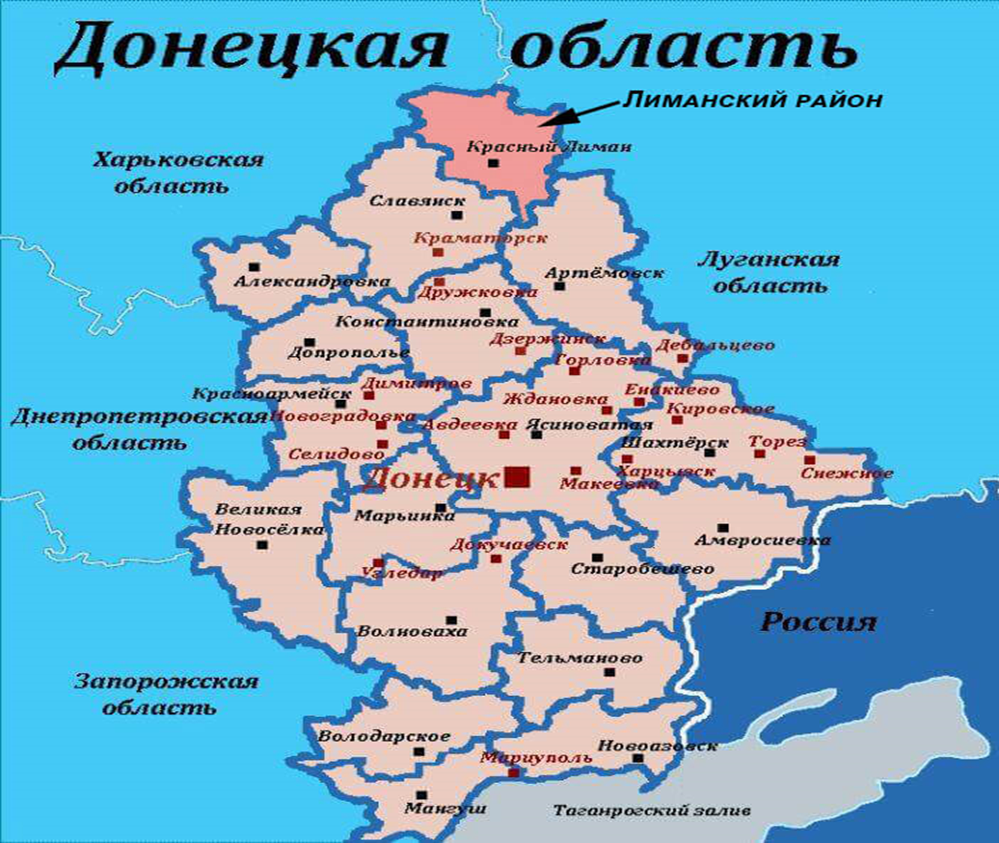 Донецкая область
Лиманский район
Красный Лиман
Харьковская
область
Славянск
Краматорск
Луганская
область
Артёмовск
Александровка
Дружковка
Константиновка
Дзержинск
Дебальцево
Допрополье
Горловка
Димитров
Красноармейск
Енакиево
Ждановка
Кировское
Днепропетровская
область
Новоградовка
Авдеевка
Ясиноватая
Шахтёрск
Торез
Селидово
Харцызск
Снежное
Донецк
Макеевка
Великая
Новосёлка
Марьинка
Амвросиевка
Докучаевск
Старобешево
Угледар
Россия
Волноваха
Тельманово
Запорожсская
область
Володарское
Новоазовск
Мариуполь
Мангуш
Таганрогский залив